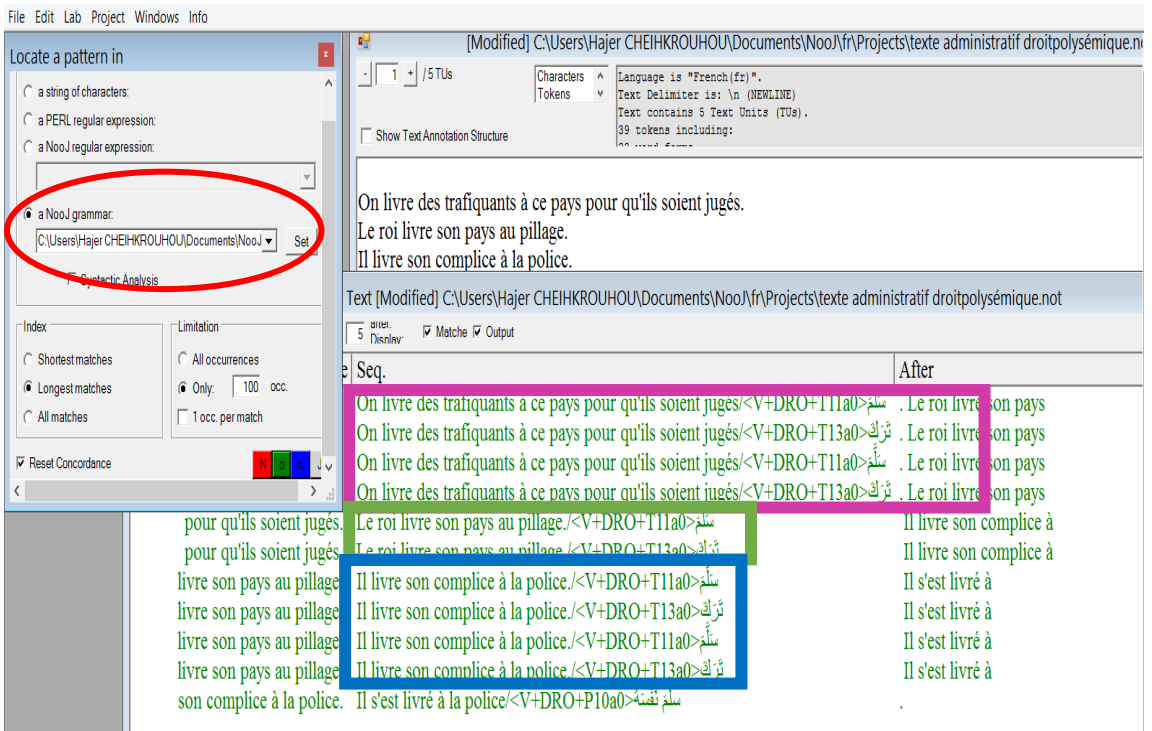 File Edit Lab Project Windows Info
Locate a pattern in
x
a string of characters:
a PERL regular expression:
a NooJ regular expression:
a NooJ grammar:
C:\Users\Hajer CHEIHKROUHOU\Documents\NooJ
Set
Syntactic Analysis
Index
Shortest matches
Longest matches
All matches
Limitation
All occurrences
Only: 100 occ.
1 occ. per match
Reset Concordance
N o o J
[Modified] C:\Users\Hajer CHEIHKROUHOU\Documents\NooJ\fr\Projects\texte administratif droitpolysémique.no
- 1 + / 5 TUs
Characters
Tokens
Language is "French(fr)".
Text Delimiter is: \n (NEWLINE)
Text contains 5 Text Units (TUs).
39 tokens including:
Show Text Annotation Structure
On livre des trafiquants à ce pays pour qu'ils soient jugés.
Le roi livre son pays au pillage.
Il livre son complice à la police.
Text [Modified] C:\Users\Hajer CHEIHKROUHOU\Documents\NooJ\fr\Projects\texte administratif droitpolysémique.not
5 after. Display: Matche Output
e Seq. After
On livre des trafiquants à ce pays pour qu'ils soient jugés/<V+DRO+T11a0>سَلَّمَ . Le roi livre son pays
On livre des trafiquants à ce pays pour qu'ils soient jugés/<V+DRO+T13a0>تَرَكَ . Le roi livre son pays
On livre des trafiquants à ce pays pour qu'ils soient jugés/<V+DRO+T11a0>سَلَّمَ . Le roi livre son pays
On livre des trafiquants à ce pays pour qu'ils soient jugés/<V+DRO+T13a0>تَرَكَ . Le roi livre son pays
pour qu'ils soient jugés. Le roi livre son pays au pillage./<V+DRO+T11a0>سَلَّمَ Il livre son complice à
pour qu'ils soient jugés. Le roi livre son pays au pillage./<V+DRO+T13a0>تَرَكَ Il livre son complice à
livre son pays au pillage. Il livre son complice à la police./<V+DRO+T11a0>سَلَّمَ Il s'est livré à
livre son pays au pillage. Il livre son complice à la police./<V+DRO+T13a0>تَرَكَ Il s'est livré à
livre son pays au pillage. Il livre son complice à la police./<V+DRO+T11a0>سَلَّمَ Il s'est livré à
livre son pays au pillage. Il livre son complice à la police./<V+DRO+T13a0>تَرَكَ Il s'est livré à
son complice à la police. Il s'est livré à la police/<V+DRO+P10a0>سلَّمَ نَفْسَهُ .